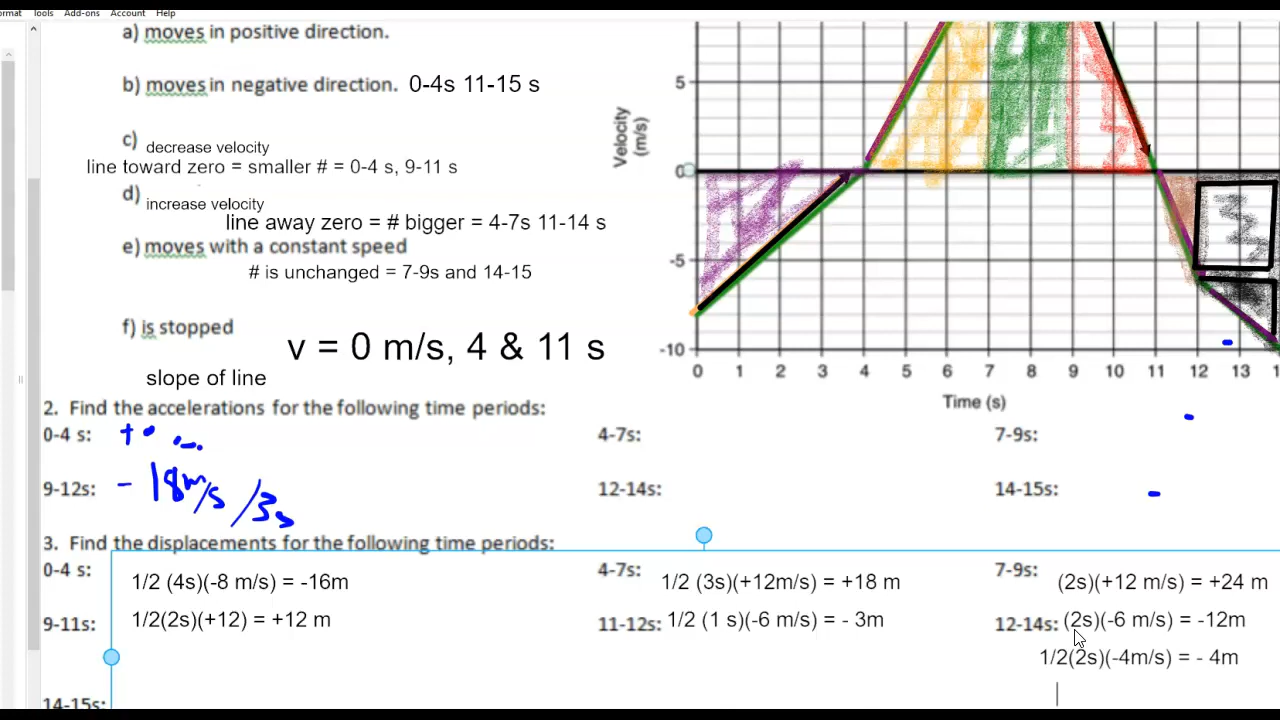 ormat Tools Add-ons Account Help
a) moves in positive direction.
b) moves in negative direction. 0-4s 11-15 s
c) decrease velocity
line toward zero = smaller # = 0-4 s, 9-11 s
d) increase velocity
line away zero = # bigger = 4-7s 11-14 s
e) moves with a constant speed
# is unchanged = 7-9s and 14-15
f) is stopped
v = 0 m/s, 4 & 11 s
slope of line
5
0
-5
-10
Velocity
(m/s)
0 1 2 3 4 5 6 7 8 9 10 11 12 13 1
Time (s)
2. Find the accelerations for the following time periods:
0-4 s: + 4-7s: 7-9s:
9-12s: - 18m/s /3s 12-14s: 14-15s:
3. Find the displacements for the following time periods:
0-4 s: 1/2 (4s)(-8 m/s) = -16m 4-7s: 1/2 (3s)(+12m/s) = +18 m 7-9s: (2s)(+12 m/s) = +24 m
9-11s: 1/2(2s)(+12) = +12 m 11-12s: 1/2 (1 s)(-6 m/s) = - 3m 12-14s: (2s)(-6 m/s) = -12m
1/2(2s)(-4m/s) = - 4m
14-15s: